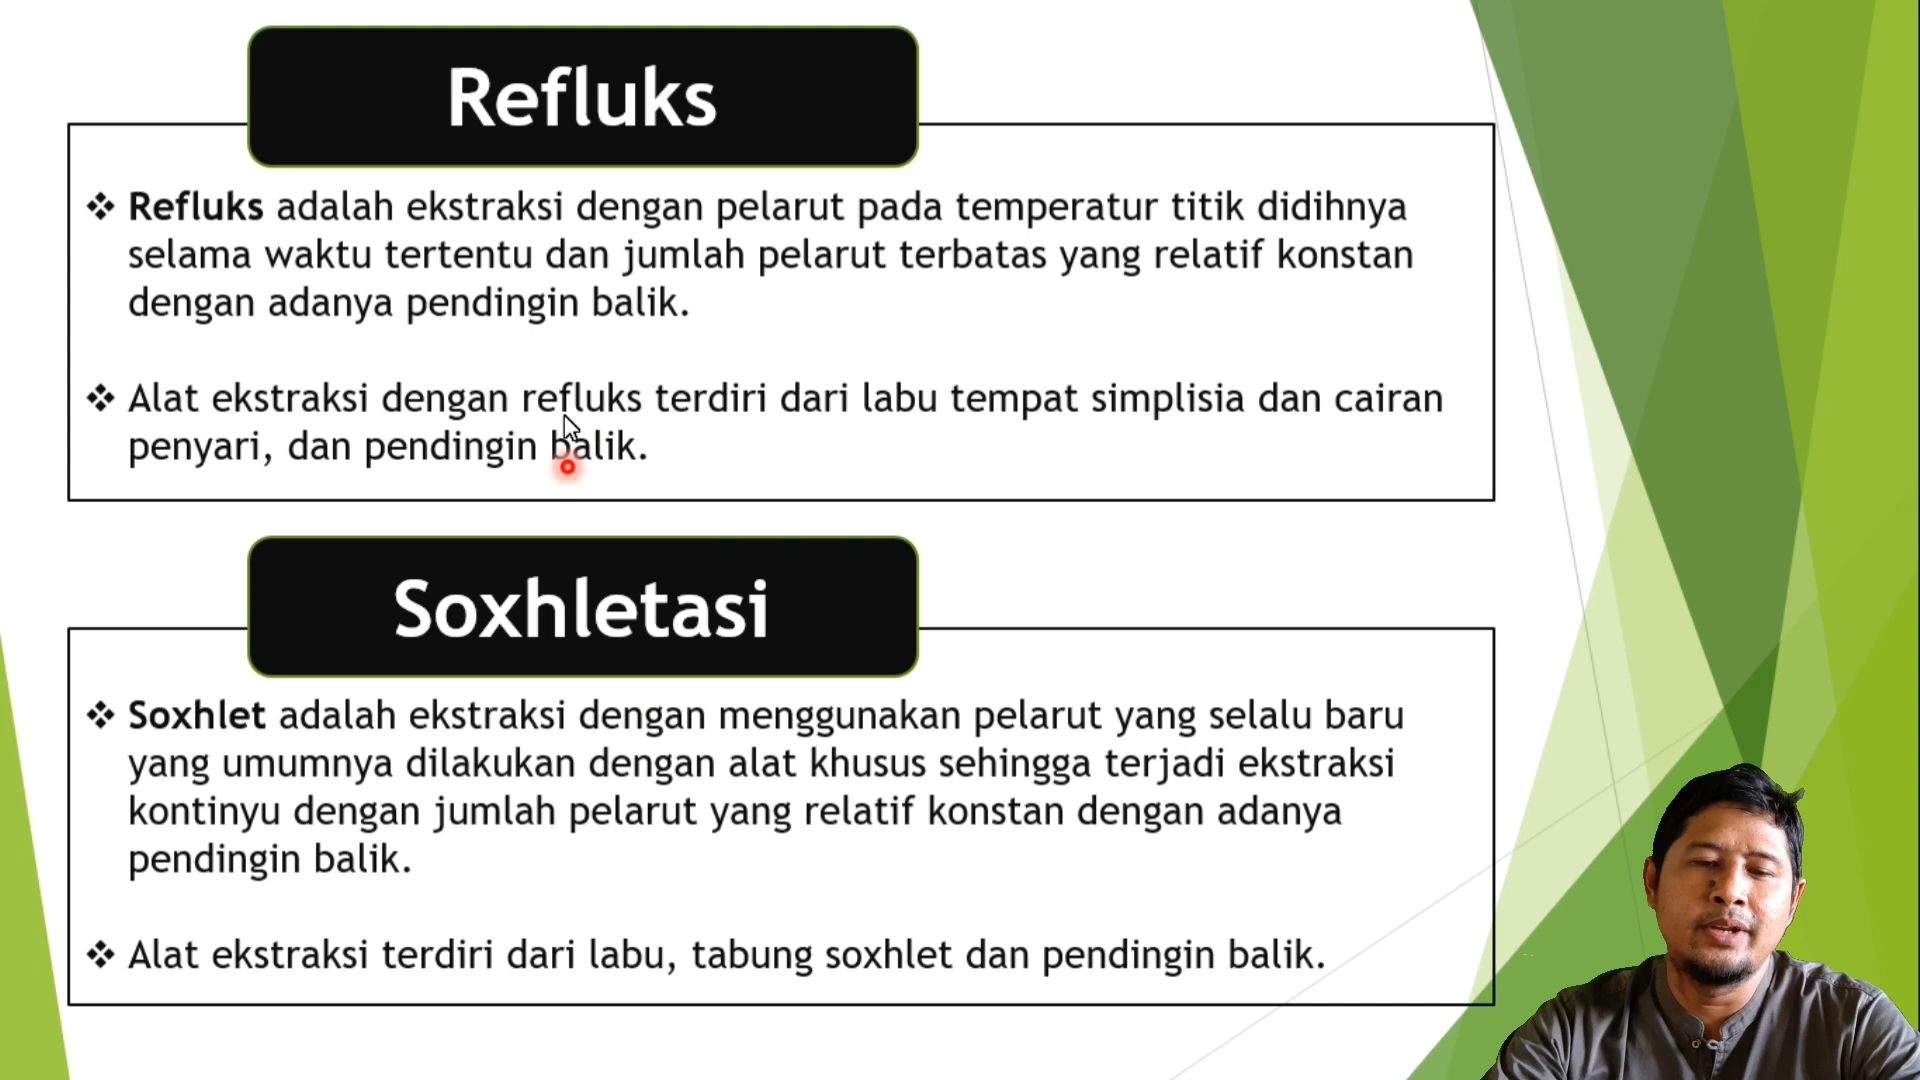 Refluks
❖ Refluks adalah ekstraksi dengan pelarut pada temperatur titik didihnya
selama waktu tertentu dan jumlah pelarut terbatas yang relatif konstan
dengan adanya pendingin balik.
❖ Alat ekstraksi dengan refluks terdiri dari labu tempat simplisia dan cairan
penyari, dan pendingin balik.
Soxhletasi
❖ Soxhlet adalah ekstraksi dengan menggunakan pelarut yang selalu baru
yang umumnya dilakukan dengan alat khusus sehingga terjadi ekstraksi
kontinyu dengan jumlah pelarut yang relatif konstan dengan adanya
pendingin balik.
❖ Alat ekstraksi terdiri dari labu, tabung soxhlet dan pendingin balik.